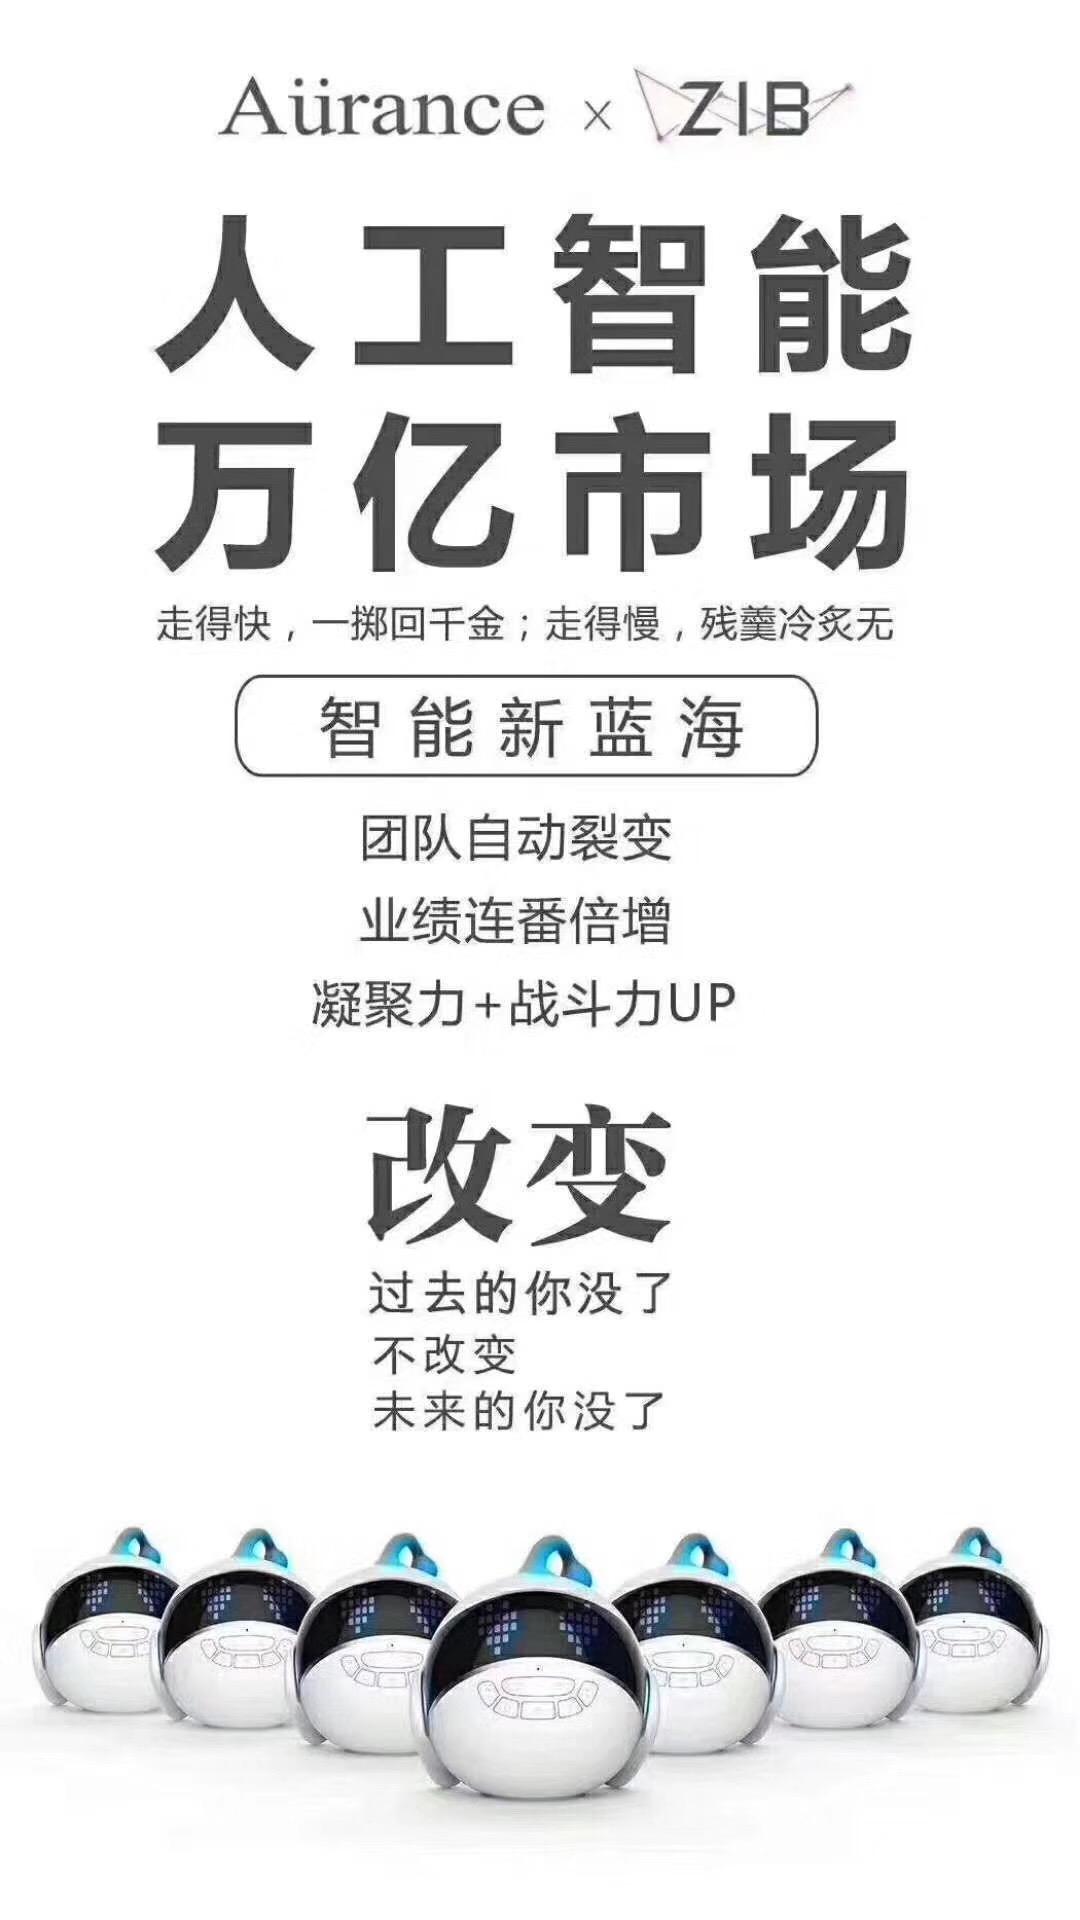 Aürance × ZIB
人工智能
万亿市场
走得快，一掷回千金；走得慢，残羹冷炙无
智能新蓝海
团队自动裂变
业绩连番倍增
凝聚力+战斗力UP
改变
过去的你没了
不改变
未来的你没了